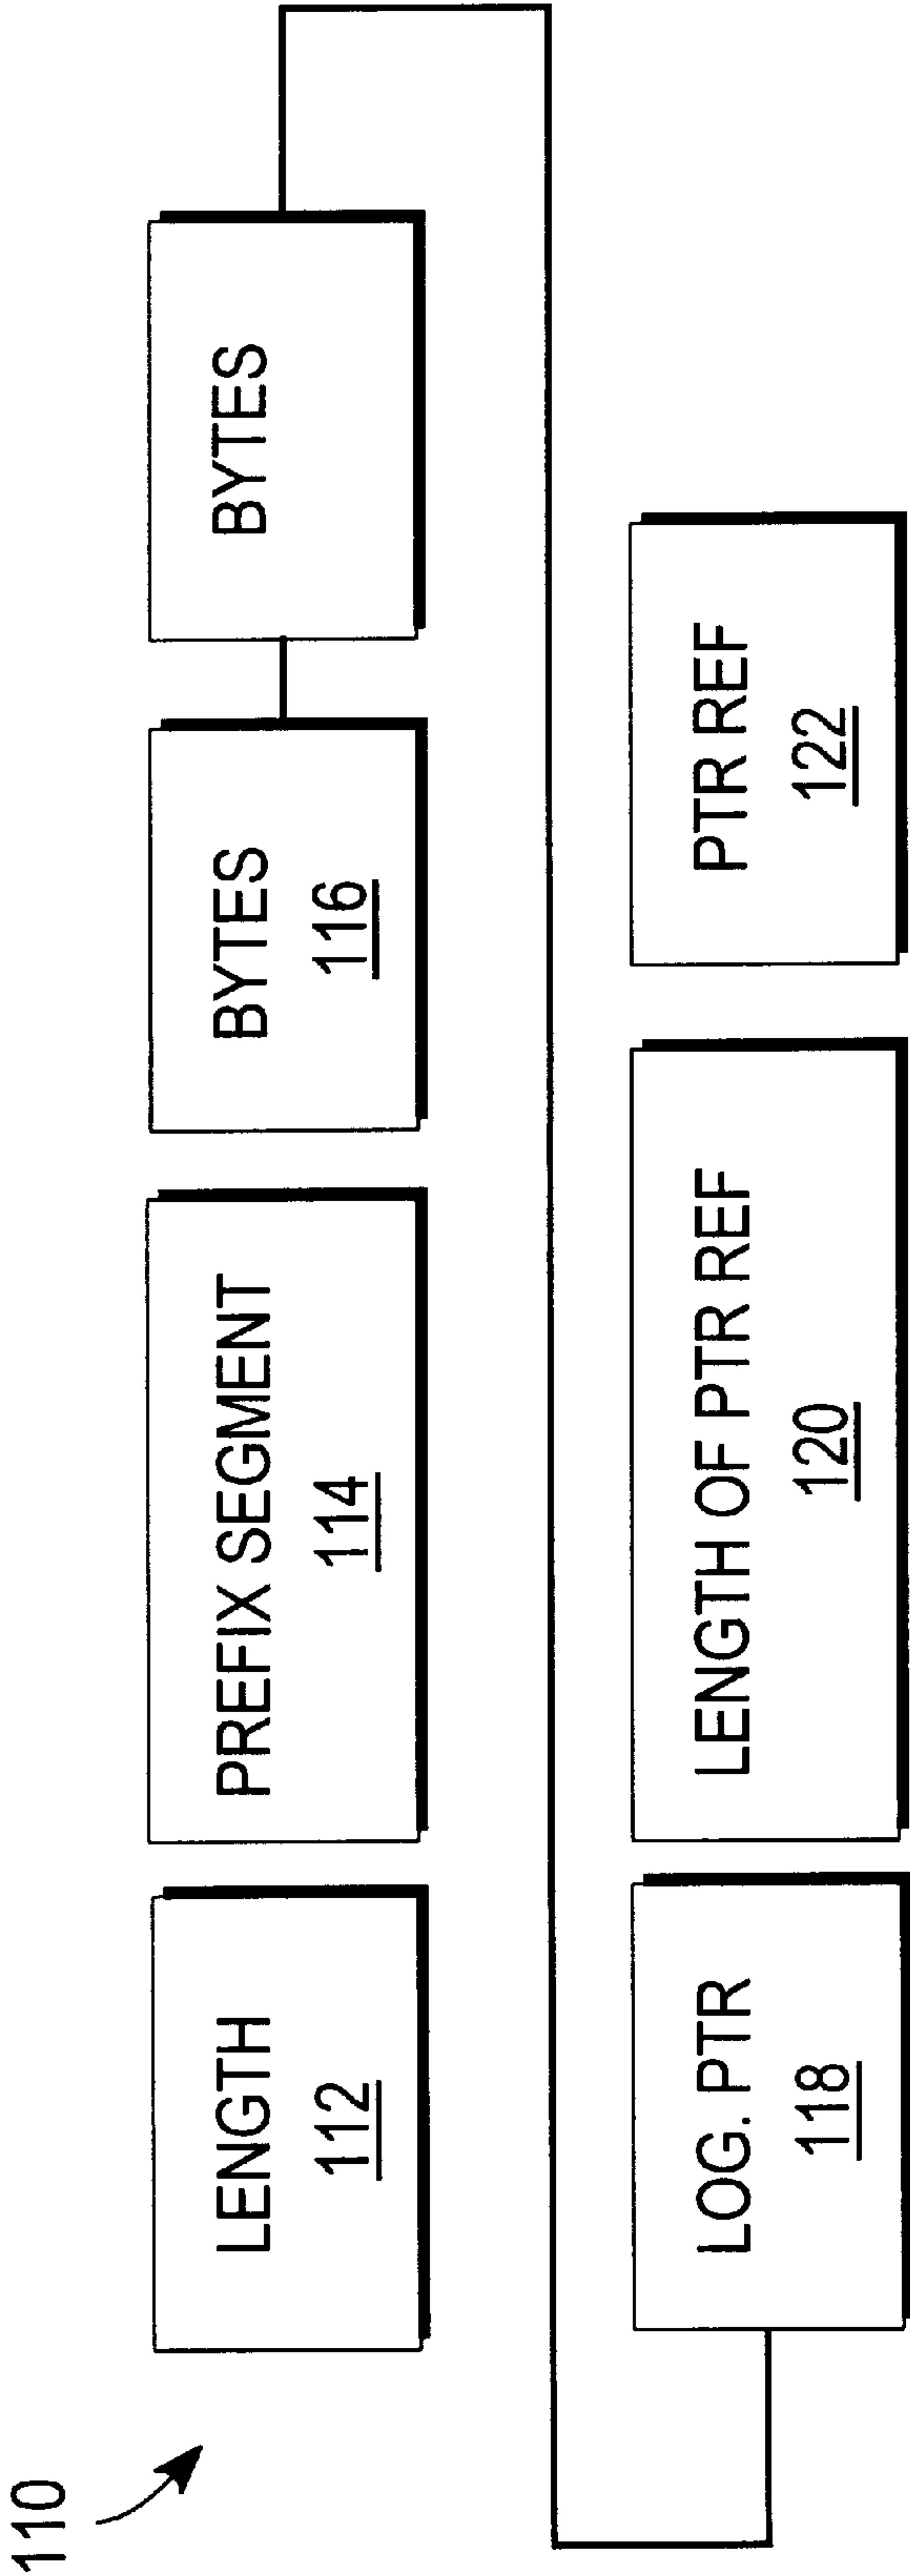 110
LENGTH
112
PREFIX SEGMENT
114
BYTES
116
BYTES
LOG. PTR
118
LENGTH OF PTR REF
120
PTR REF
122